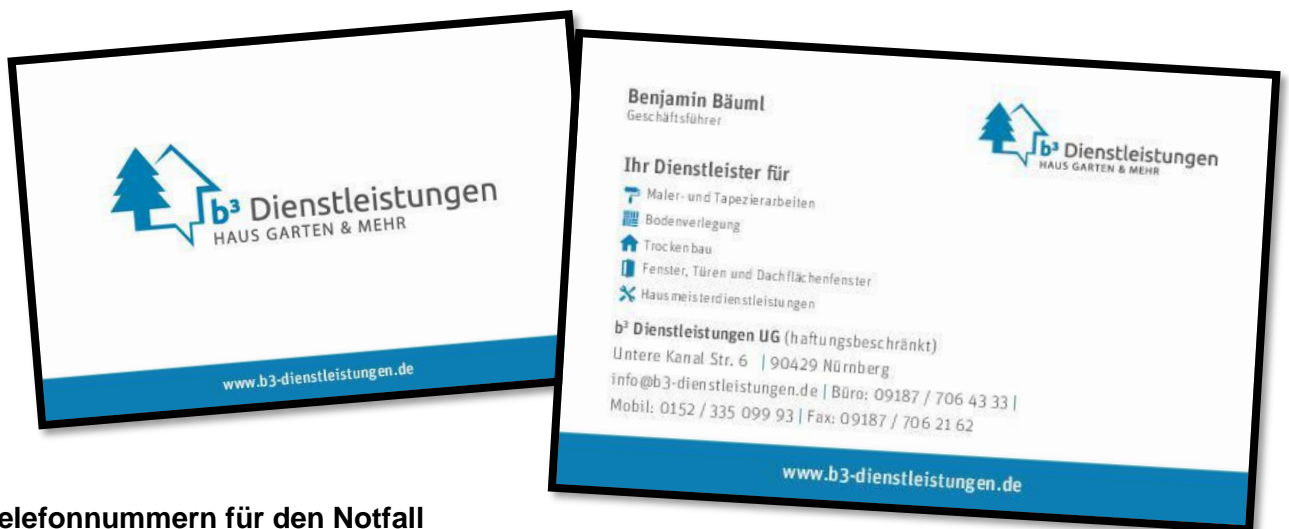 b³ Dienstleistungen
HAUS GARTEN & MEHR
www.b3-dienstleistungen.de
Benjamin Bäuml
Geschäftsführer
b³ Dienstleistungen
HAUS GARTEN & MEHR
Ihr Dienstleister für
Maler- und Tapezierarbeiten
Bodenverlegung
Trockenbau
Fenster, Türen und Dachflächenfenster
Hausmeisterdienstleistungen
b³ Dienstleistungen UG (haftungsbeschränkt)
Untere Kanal Str. 6 | 90429 Nürnberg
info@b3-dienstleistungen.de | Büro: 09187 / 706 43 33 |
Mobil: 0152 / 335 099 93 | Fax: 09187 / 706 21 62
www.b3-dienstleistungen.de
elefonnummern für den Notfall